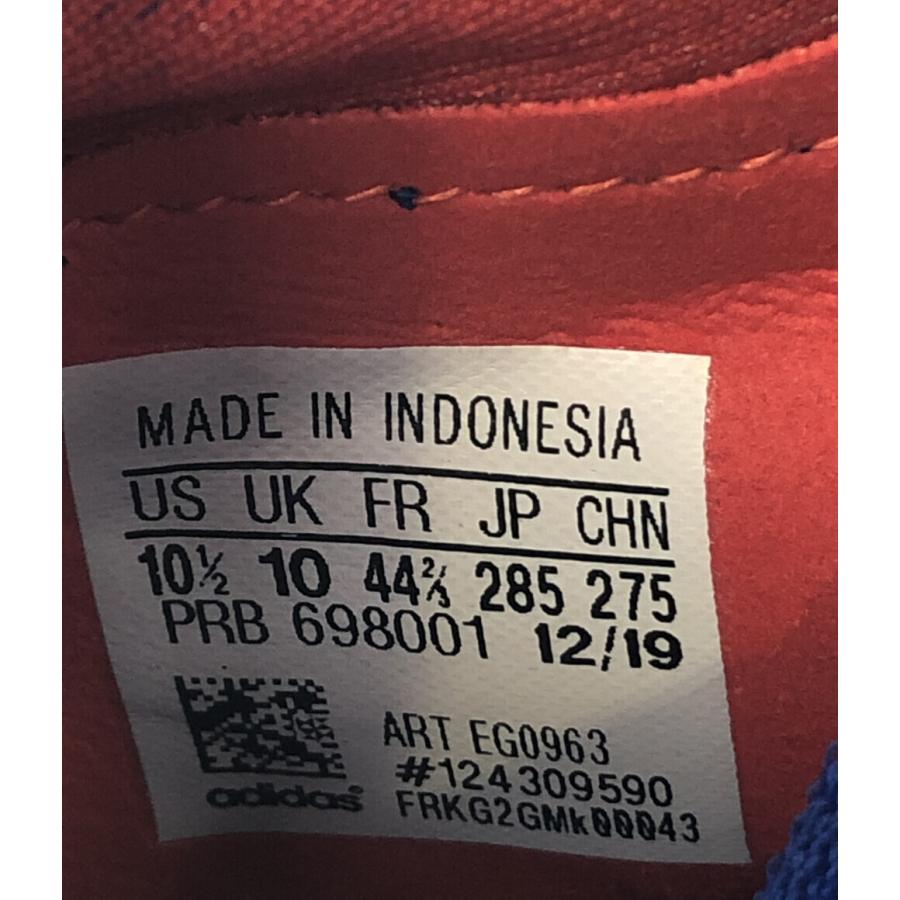 MADE IN INDONESIA
US UK FR JP CHN
10½ 10 44⅔ 285 275
PRB 698001 12/19
ART EG0963
#124309590
FRKG2GMk00043
adidas